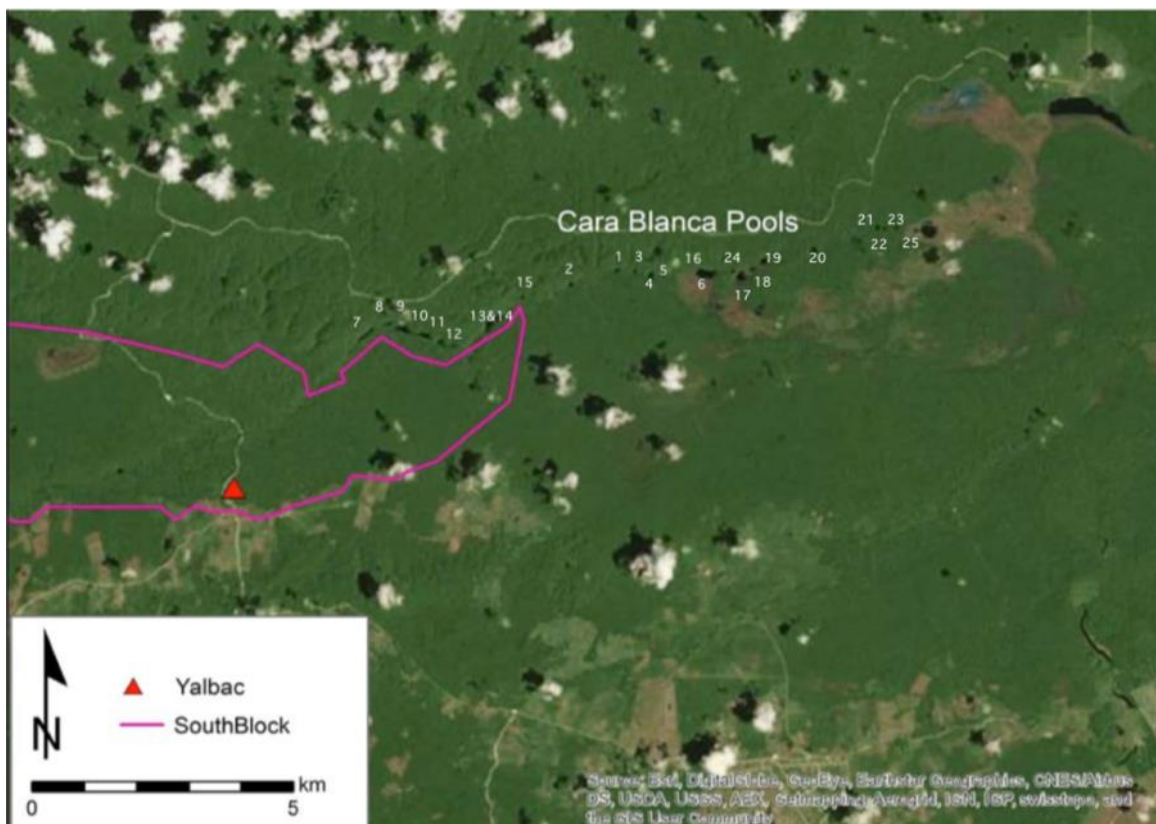 Cara Blanca Pools
21 23
22 25
1 3 16 24 19 20
2 5
4 6 18
15 17
8 9
7 10 11 13&14
12
Yalbac
SouthBlock
N
km
0 5
Source: Esri, DigitalGlobe, GeoEye, Earthstar Geographics, CNES/Airbus
DS, USDA, USGS, AEX, Getmapping, Aerogrid, IGN, IGP, swisstopo, and
the GIS User Community